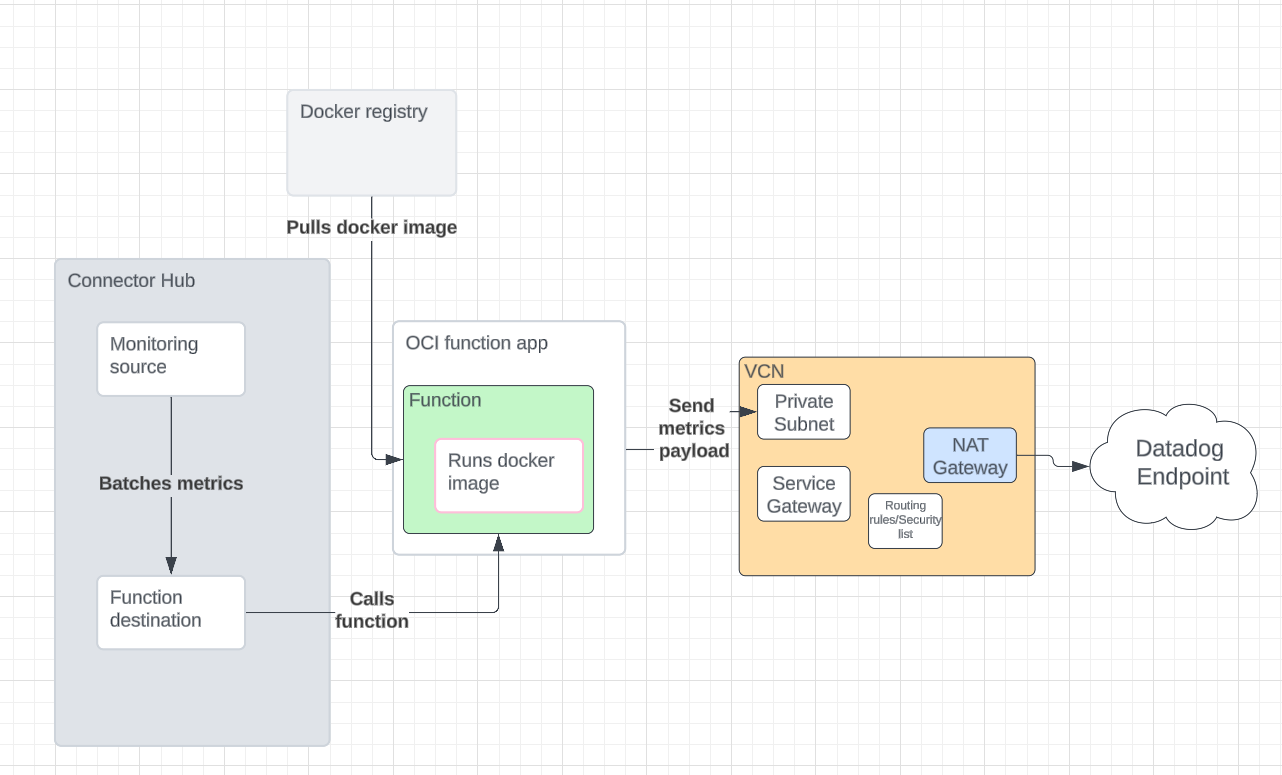 Docker registry
Pulls docker image
Connector Hub
Monitoring
source
Batches metrics
Function
destination
Calls
function
OCI function app
Function
Runs docker
image
Send
metrics
payload
VCN
Private
Subnet
Service
Gateway
NAT
Gateway
Routing
rules/Security
list
Datadog
Endpoint